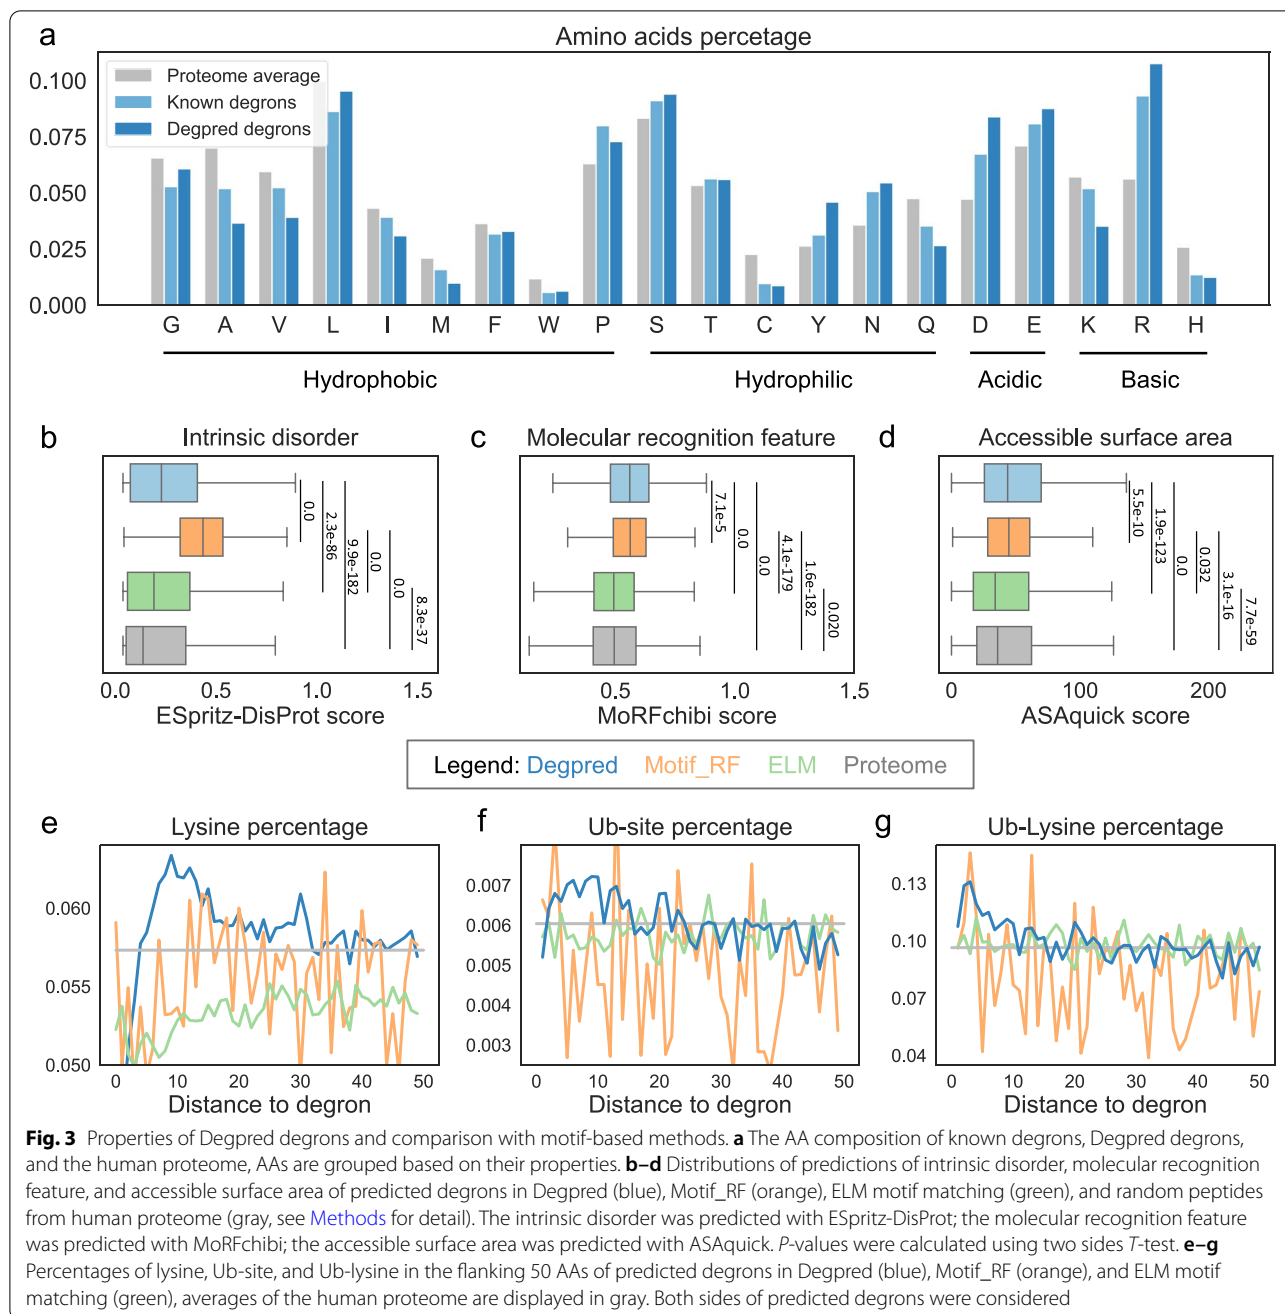 a
Amino acids percetage
Proteome average
Known degrons
Degpred degrons
0.100
0.075
0.050
0.025
0.000
G A V L I M F W P S T C Y N Q D E K R H
Hydrophobic Hydrophilic Acidic Basic
b Intrinsic disorder
0.0
2.3e-86
9.9e-182
0.0
0.0
8.3e-37
0.0 0.5 1.0 1.5
ESpritz-DisProt score
c Molecular recognition feature
7.1e-5
0.0
0.0
4.1e-179
1.6e-182
0.020
0.5 1.0 1.5
MoRFchibi score
d Accessible surface area
5.5e-10
1.9e-123
0.0
0.032
3.1e-16
7.7e-59
0 100 200
ASAquick score
Legend: Degpred Motif_RF ELM Proteome
e Lysine percentage
0.060
0.055
0.050
0 10 20 30 40 50
Distance to degron
f Ub-site percentage
0.007
0.006
0.005
0.004
0.003
0 10 20 30 40 50
Distance to degron
g Ub-Lysine percentage
0.13
0.10
0.07
0.04
0 10 20 30 40 50
Distance to degron
Fig. 3 Properties of Degpred degrons and comparison with motif-based methods. a The AA composition of known degrons, Degpred degrons,
and the human proteome, AAs are grouped based on their properties. b–d Distributions of predictions of intrinsic disorder, molecular recognition
feature, and accessible surface area of predicted degrons in Degpred (blue), Motif_RF (orange), ELM motif matching (green), and random peptides
from human proteome (gray, see Methods for detail). The intrinsic disorder was predicted with ESpritz-DisProt; the molecular recognition feature
was predicted with MoRFchibi; the accessible surface area was predicted with ASAquick. P-values were calculated using two sides T-test. e–g
Percentages of lysine, Ub-site, and Ub-lysine in the flanking 50 AAs of predicted degrons in Degpred (blue), Motif_RF (orange), and ELM motif
matching (green), averages of the human proteome are displayed in gray. Both sides of predicted degrons were considered